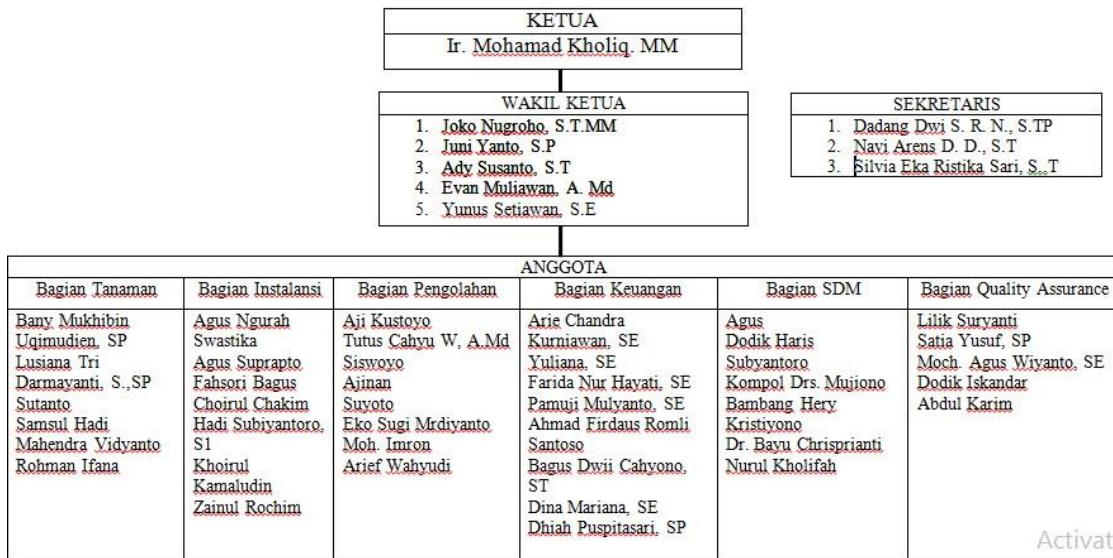 KETUA
Ir. Mohamad Kholiq. MM
WAKIL KETUA
1. Joko Nugroho, S.T.MM
2. Juni Yanto, S.P
3. Ady Susanto, S.T
4. Evan Muliawan, A. Md
5. Yunus Setiawan, S.E
SEKRETARIS
1. Dadang Dwi S. R. N., S.TP
2. Navi Arens D. D., S.T
3. Silvia Eka Ristika Sari, S,.T
ANGGOTA
Bagian Tanaman
Bany Mukhibin
Uqimudien, SP
Lusiana Tri
Darmayanti, S.,SP
Sutanto
Samsul Hadi
Mahendra Vidyanto
Rohman Ifana
Bagian Instalansi
Agus Ngurah
Swastika
Agus Suprapto
Fahsori Bagus
Choirul Chakim
Hadi Subiyantoro,
S1
Khoirul
Kamaludin
Zainul Rochim
Bagian Pengolahan
Aji Kustoyo
Tutus Cahyu W, A.Md
Siswoyo
Ajinan
Suyoto
Eko Sugi Mrdiyanto
Moh. Imron
Arief Wahyudi
Bagian Keuangan
Arie Chandra
Kurniawan, SE
Yuliana, SE
Farida Nur Hayati, SE
Pamuji Mulyanto, SE
Ahmad Firdaus Romli
Santoso
Bagus Dwii Cahyono,
ST
Dina Mariana, SE
Dhiah Puspitasari, SP
Bagian SDM
Agus
Dodik Haris
Subyantoro
Kompol Drs. Mujiono
Bambang Hery
Kristiyono
Dr. Bayu Chrisprianti
Nurul Kholifah
Bagian Quality Assurance
Lilik Suryanti
Satia Yusuf, SP
Moch. Agus Wiyanto, SE
Dodik Iskandar
Abdul Karim
Activat